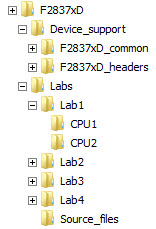 F2837xD
Device_support
F2837xD_common
F2837xD_headers
Labs
Lab1
CPU1
CPU2
Lab2
Lab3
Lab4
Source_files